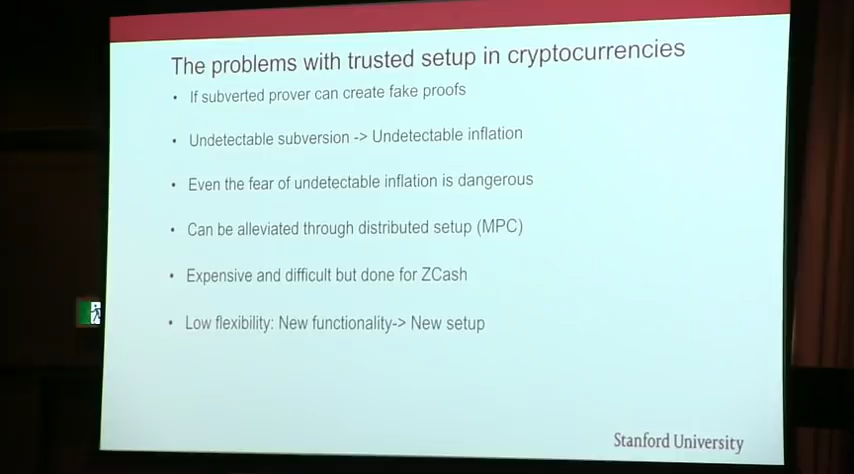 The problems with trusted setup in cryptocurrencies
• If subverted prover can create fake proofs
• Undetectable subversion -> Undetectable inflation
• Even the fear of undetectable inflation is dangerous
• Can be alleviated through distributed setup (MPC)
• Expensive and difficult but done for ZCash
• Low flexibility: New functionality-> New setup
Stanford University